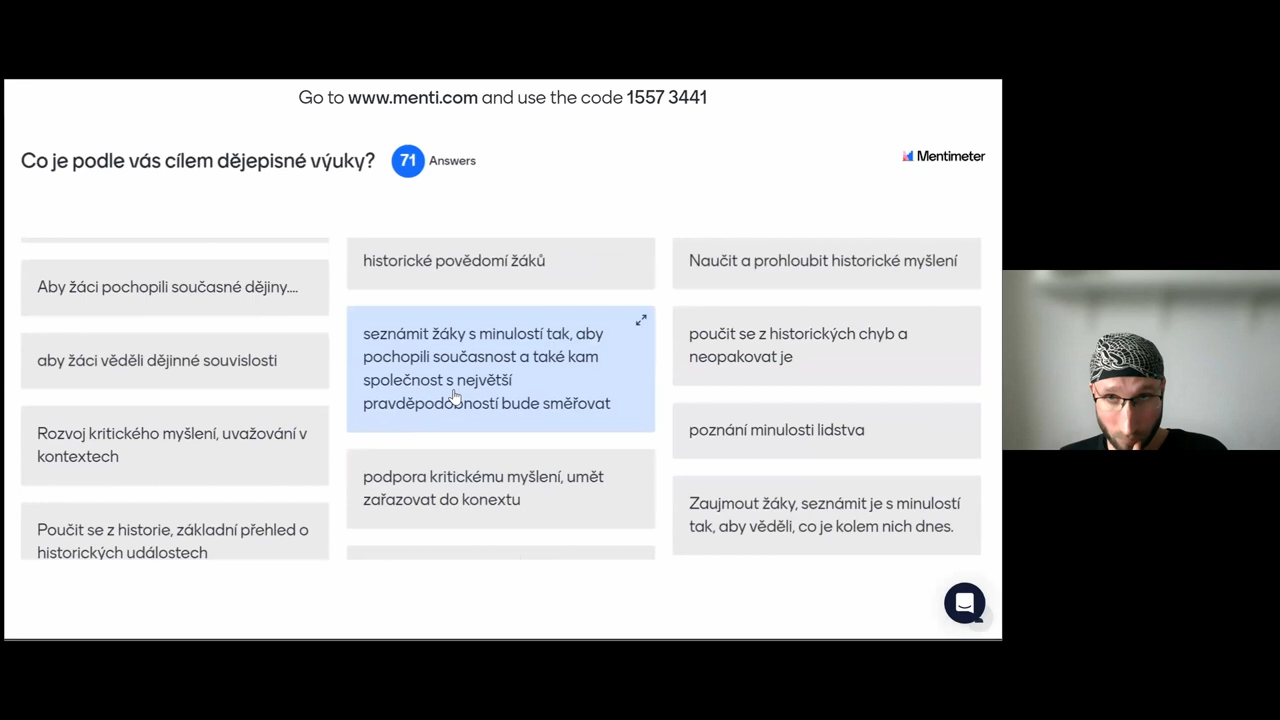 Go to www.menti.com and use the code 1557 3441
Co je podle vás cílem dějepisné výuky?
71
Answers
Mentimeter
Aby žáci pochopili současné dějiny....
aby žáci věděli dějinné souvislosti
Rozvoj kritického myšlení, uvažování v
kontextech
Poučit se z historie, základní přehled o
historických událostech
historické povědomí žáků
seznámit žáky s minulostí tak, aby
pochopili současnost a také kam
společnost s největší
pravděpodobností bude směřovat
podpora kritickému myšlení, umět
zařazovat do konextu
Naučit a prohloubit historické myšlení
poučit se z historických chyb a
neopakovat je
poznání minulosti lidstva
Zaujmout žáky, seznámit je s minulostí
tak, aby věděli, co je kolem nich dnes.